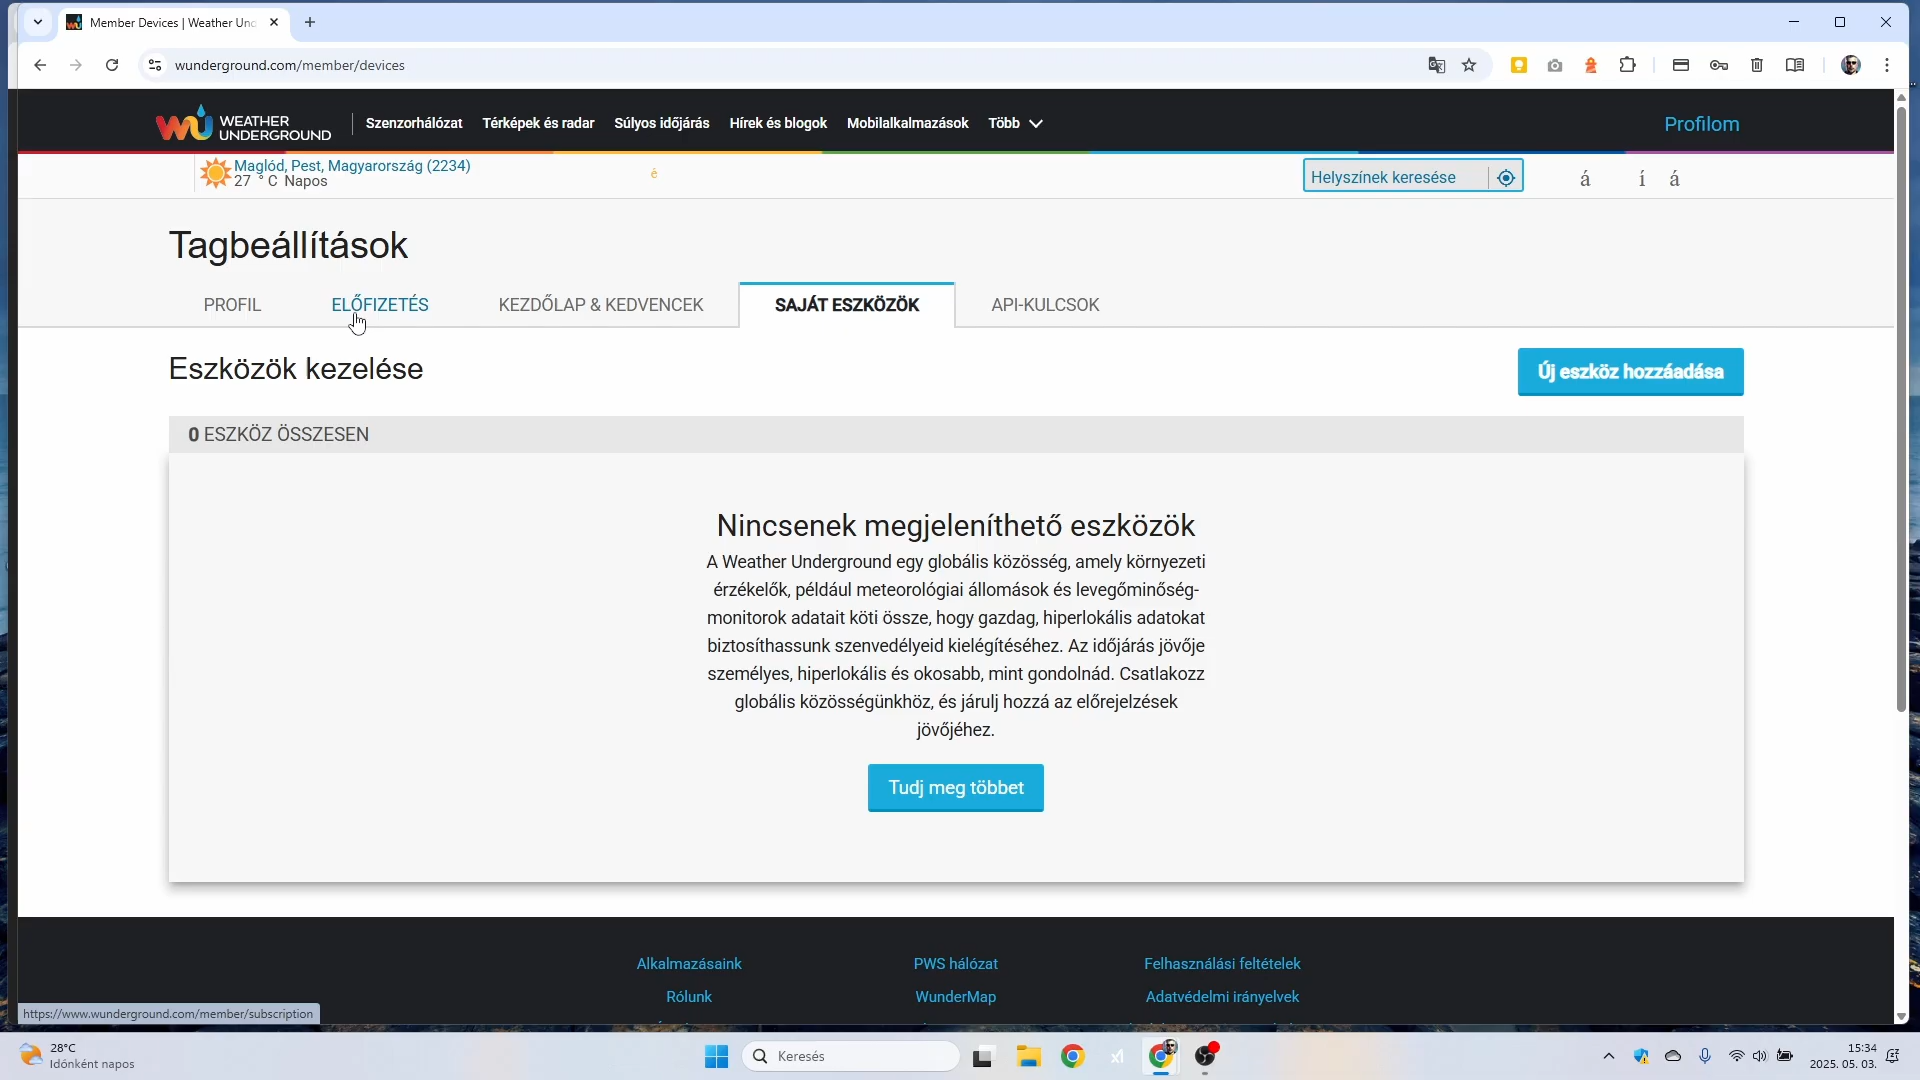 Member Devices | Weather Und
wunderground.com/member/devices
WEATHER UNDERGROUND
Szenzorhálózat Térképek és radar Súlyos időjárás Hírek és blogok Mobilalkalmazások Több
Profilom
Maglód, Pest, Magyarország (2234)
27 ° C Napos
é
Helyszínek keresése
á í á
Tagbeállítások
PROFIL ELŐFIZETÉS KEZDŐLAP & KEDVENCEK SAJÁT ESZKÖZÖK API-KULCSOK
Eszközök kezelése
Új eszköz hozzáadása
0 ESZKÖZ ÖSSZESEN
Nincsenek megjeleníthető eszközök
A Weather Underground egy globális közösség, amely környezeti
érzékelők, például meteorológiai állomások és levegőminőség-
monitorok adatait köti össze, hogy gazdag, hiperlokális adatokat
biztosíthassunk szenvedélyeid kielégítéséhez. Az időjárás jövője
személyes, hiperlokális és okosabb, mint gondolnád. Csatlakozz
globális közösségünkhöz, és járulj hozzá az előrejelzések
jövőjéhez.
Tudj meg többet
Alkalmazásaink PWS hálózat Felhasználási feltételek
Rólunk WunderMap Adatvédelmi irányelvek
https://www.wunderground.com/member/subscription
28°C
Időnként napos
Keresés
15:34
2025. 05. 03.